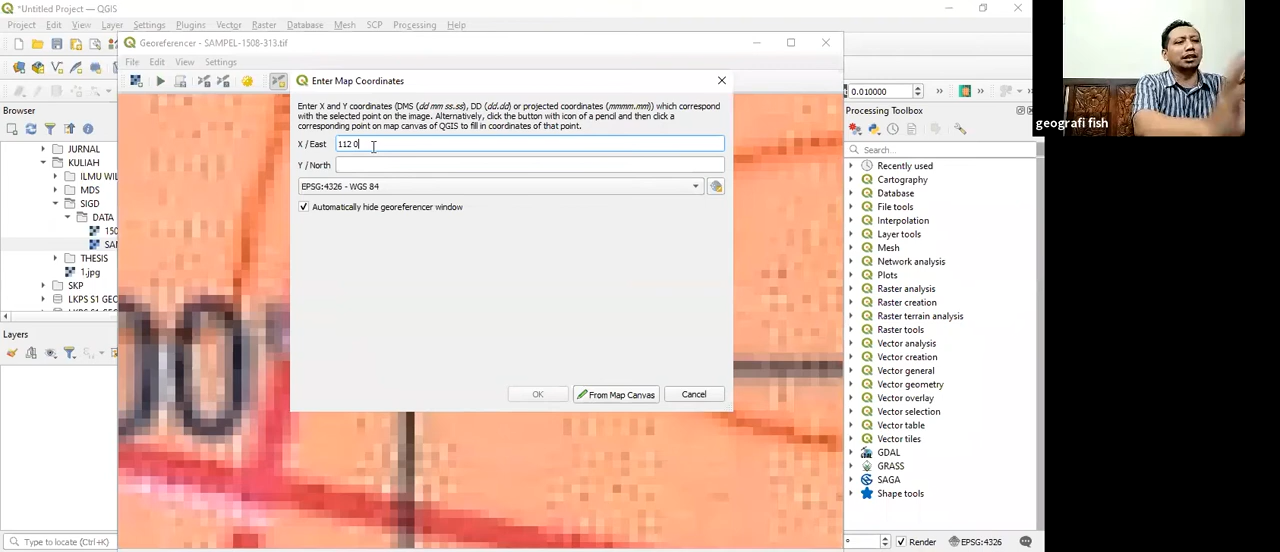 *Untitled Project — QGIS
Project Edit View Layer Settings Plugins Vector Raster Database Mesh SCP Processing Help
Georeferencer - SAMPEL-1508-313.tif
File Edit View Settings
Enter Map Coordinates
Enter X and Y coordinates (DMS (dd mm ss.ss), DD (dd.dd) or projected coordinates (mmmm.mm)) which correspond
with the selected point on the image. Alternatively, click the button with icon of a pencil and then click a
corresponding point on map canvas of QGIS to fill in coordinates of that point.
X / East 112 0
Y / North
EPSG:4326 - WGS 84
Automatically hide georeferencer window
OK From Map Canvas Cancel
Browser
JURNAL
KULIAH
ILMU WIL
MDS
SIGD
DATA
150
SAI
THESIS
1.jpg
SKP
LKPS S1 GEO
Layers
Type to locate (Ctrl+K)
0.010000
Processing Toolbox
Search...
Recently used
Cartography
Database
File tools
Interpolation
Layer tools
Mesh
Network analysis
Plots
Raster analysis
Raster creation
Raster terrain analysis
Raster tools
Vector analysis
Vector creation
Vector general
Vector geometry
Vector overlay
Vector selection
Vector table
Vector tiles
GDAL
GRASS
SAGA
Shape tools
Render EPSG:4326
geografi fish